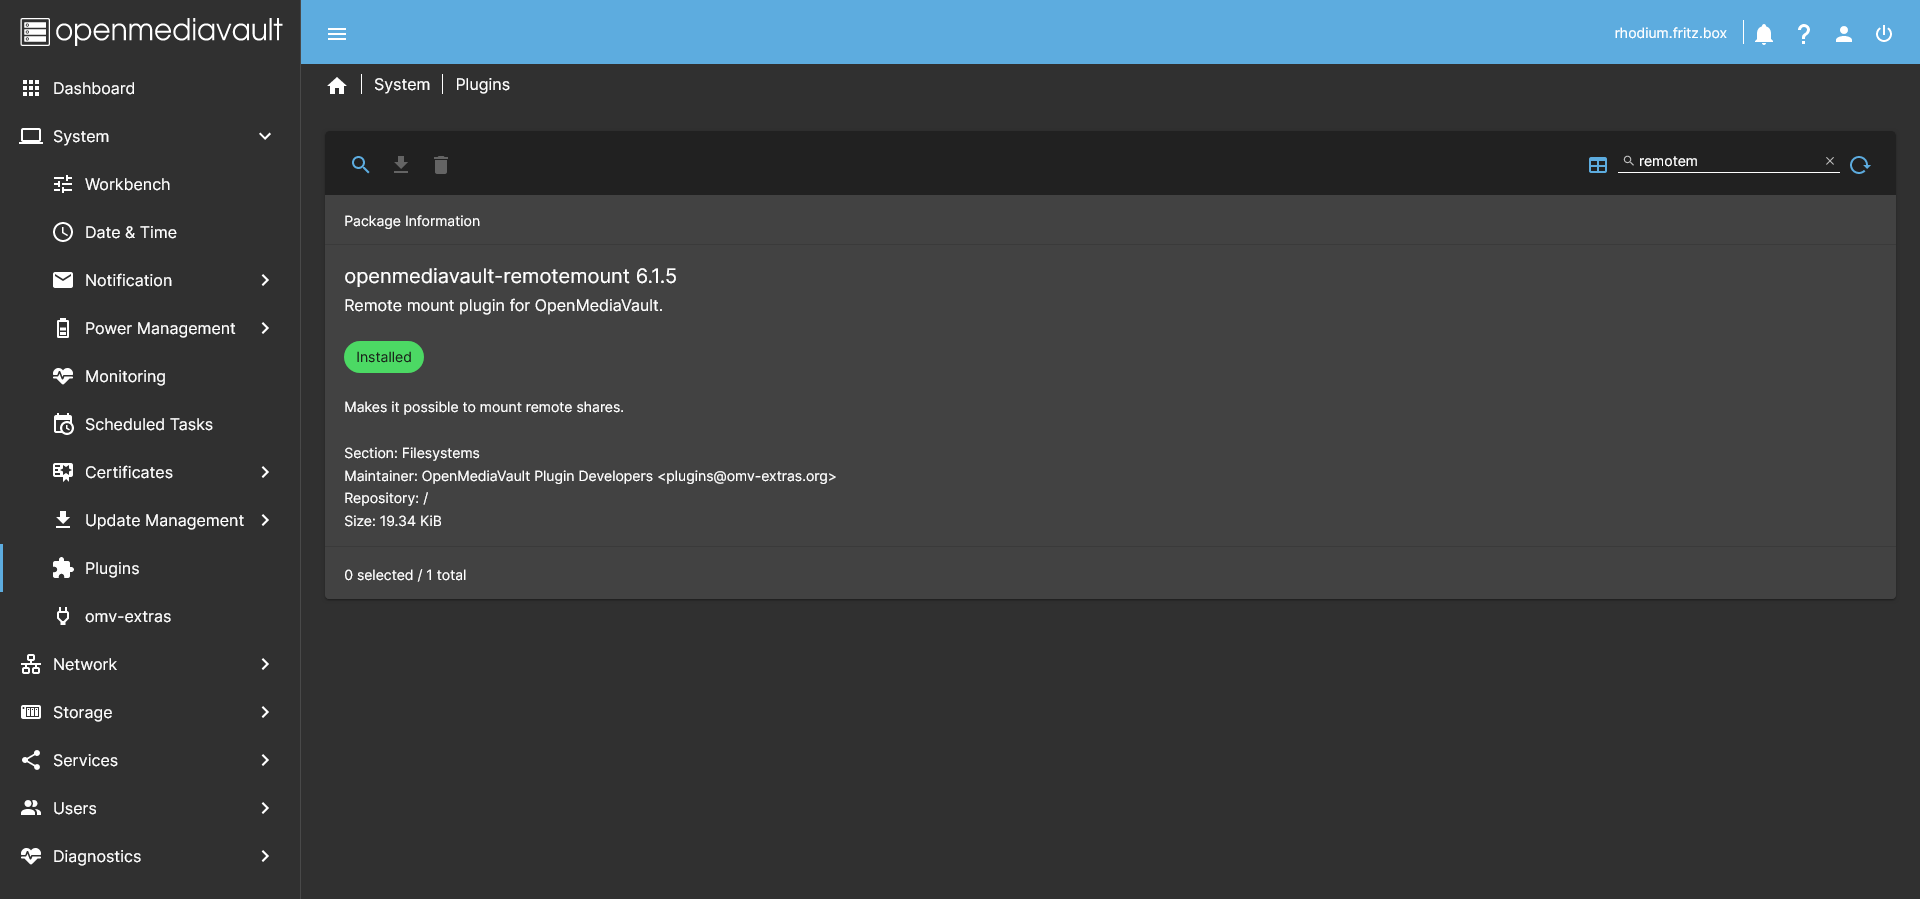 openmediavault
rhodium.fritz.box
Dashboard
System
Workbench
Date & Time
Notification
Power Management
Monitoring
Scheduled Tasks
Certificates
Update Management
Plugins
omv-extras
Network
Storage
Services
Users
Diagnostics
System | Plugins
remotem
Package Information
openmediavault-remotemount 6.1.5
Remote mount plugin for OpenMediaVault.
Installed
Makes it possible to mount remote shares.
Section: Filesystems
Maintainer: OpenMediaVault Plugin Developers <plugins@omv-extras.org>
Repository: /
Size: 19.34 KiB
0 selected / 1 total